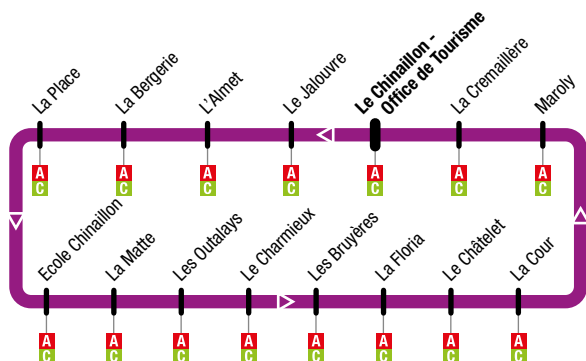 La Place
La Bergerie
L'Almet
Le Jalouvre
Le Chinaillon -
Office de Tourisme
La Cremaillère
Maroly
A
C
A
C
A
C
A
C
A
C
A
C
A
C
Ecole Chinaillon
La Matte
Les Outalays
Le Charmieux
Les Bruyères
La Floria
Le Châtelet
La Cour
A
C
A
C
A
C
A
C
A
C
A
C
A
C
A
C